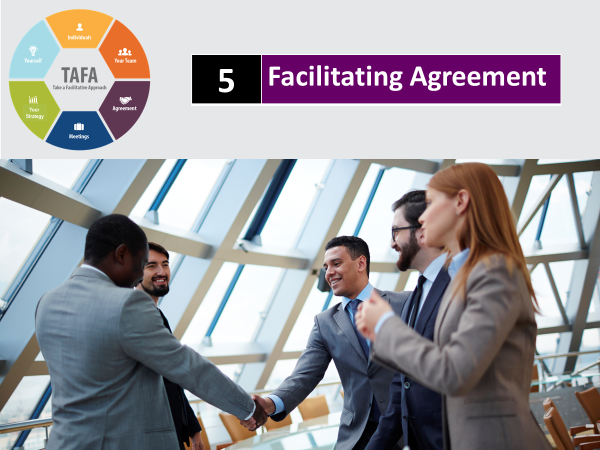 Individuals
Yourself
Your Team
TAFA
Take a Facilitative Approach
Your
Strategy
Agreement
Meetings
5
Facilitating Agreement